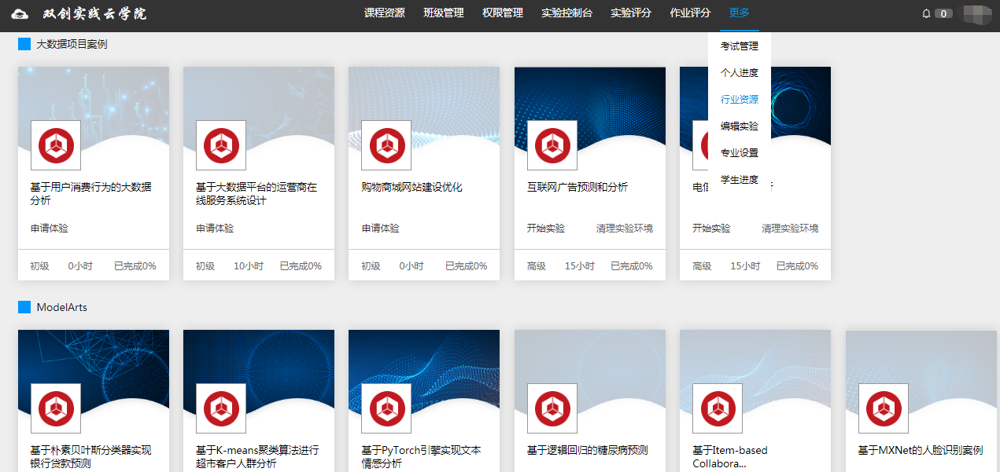 双创实践云学院
课程资源 班级管理 权限管理 实验控制台 实验评分 作业评分 更多
0
考试管理
个人进度
行业资源
编辑实验
专业设置
学生进度
大数据项目案例
基于用户消费行为的大数据
分析
申请体验
初级 0小时 已完成0%
基于大数据平台的运营商在
线服务系统设计
申请体验
初级 10小时 已完成0%
购物商城网站建设优化
申请体验
初级 0小时 已完成0%
互联网广告预测和分析
开始实验 清理实验环境
高级 15小时 已完成0%
电信
开始实验 清理实验环境
高级 15小时 已完成0%
ModelArts
基于朴素贝叶斯分类器实现
银行贷款预测
基于K-means聚类算法进行
超市客户人群分析
基于PyTorch引擎实现文本
情感分析
基于逻辑回归的糖尿病预测
基于Item-based
Collabora...
基于MXNet的人脸识别案例